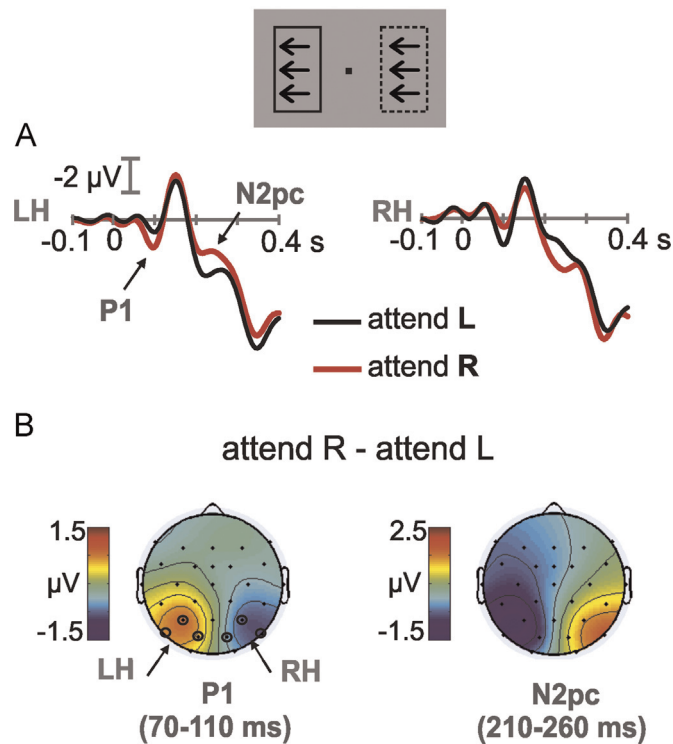 A
-2 µV
N2pc
LH
RH
-0.1 0 0.4 s
-0.1 0 0.4 s
P1
attend L
attend R
B
attend R - attend L
1.5
µV
-1.5
2.5
µV
-1.5
LH
RH
P1
(70-110 ms)
N2pc
(210-260 ms)